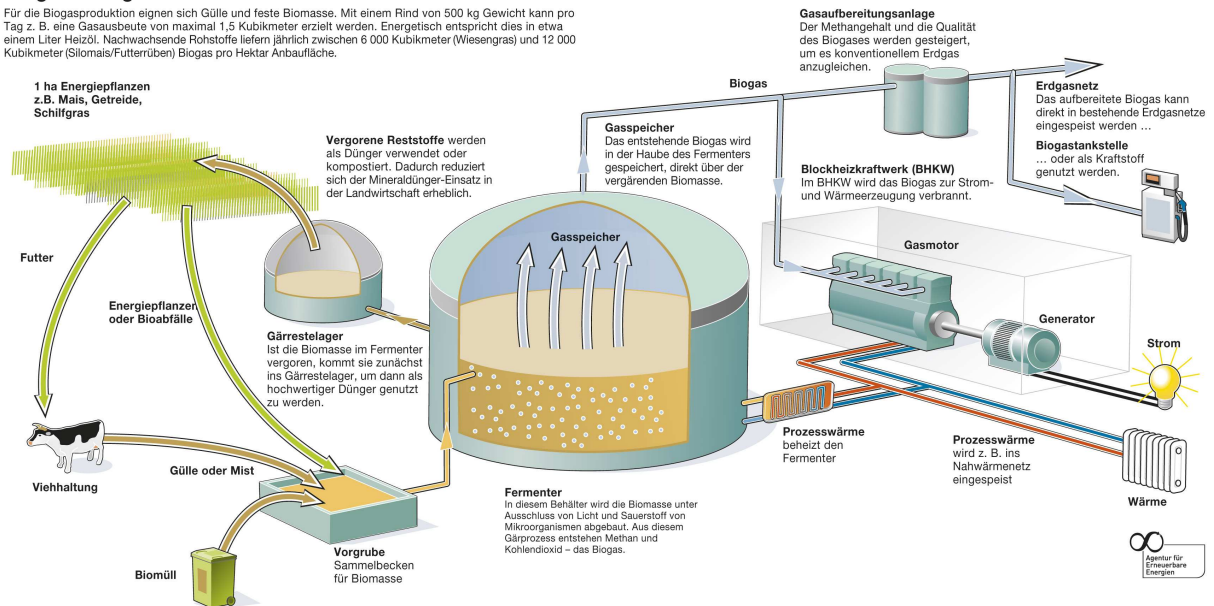 Für die Biogasproduktion eignen sich Gülle und feste Biomasse. Mit einem Rind von 500 kg Gewicht kann pro
Tag z. B. eine Gasausbeute von maximal 1,5 Kubikmeter erzielt werden. Energetisch entspricht dies in etwa
einem Liter Heizöl. Nachwachsende Rohstoffe liefern jährlich zwischen 6 000 Kubikmeter (Wiesengras) und 12 000
Kubikmeter (Silomais/Futterrüben) Biogas pro Hektar Anbaufläche.
1 ha Energiepflanzen
z.B. Mais, Getreide,
Schilfgras
Vergorene Reststoffe werden
als Dünger verwendet oder
kompostiert. Dadurch reduziert
sich der Mineraldünger-Einsatz in
der Landwirtschaft erheblich.
Gasspeicher
Das entstehende Biogas wird
in der Haube des Fermenters
gespeichert, direkt über der
vergärenden Biomasse.
Biogas
Gasaufbereitungsanlage
Der Methangehalt und die Qualität
des Biogases werden gesteigert,
um es konventionellem Erdgas
anzugleichen.
Erdgasnetz
Das aufbereitete Biogas kann
direkt in bestehende Erdgasnetze
eingespeist werden ...
Biogastankstelle
... oder als Kraftstoff
genutzt werden.
Blockheizkraftwerk (BHKW)
Im BHKW wird das Biogas zur Strom-
und Wärmeerzeugung verbrannt.
Gasspeicher
Gasmotor
Generator
Strom
Futter
Energiepflanzen
oder Bioabfälle
Gärrestelager
Ist die Biomasse im Fermenter
vergoren, kommt sie zunächst
ins Gärrestelager, um dann als
hochwertiger Dünger genutzt
zu werden.
Prozesswärme
beheizt den
Fermenter
Prozesswärme
wird z. B. ins
Nahwärmenetz
eingespeist
Wärme
Viehhaltung
Gülle oder Mist
Fermenter
In diesem Behälter wird die Biomasse unter
Ausschluss von Licht und Sauerstoff von
Mikroorganismen abgebaut. Aus diesem
Gärprozess entstehen Methan und
Kohlendioxid – das Biogas.
Vorgrube
Sammelbecken
für Biomasse
Biomüll
Agentur für
Erneuerbare
Energien